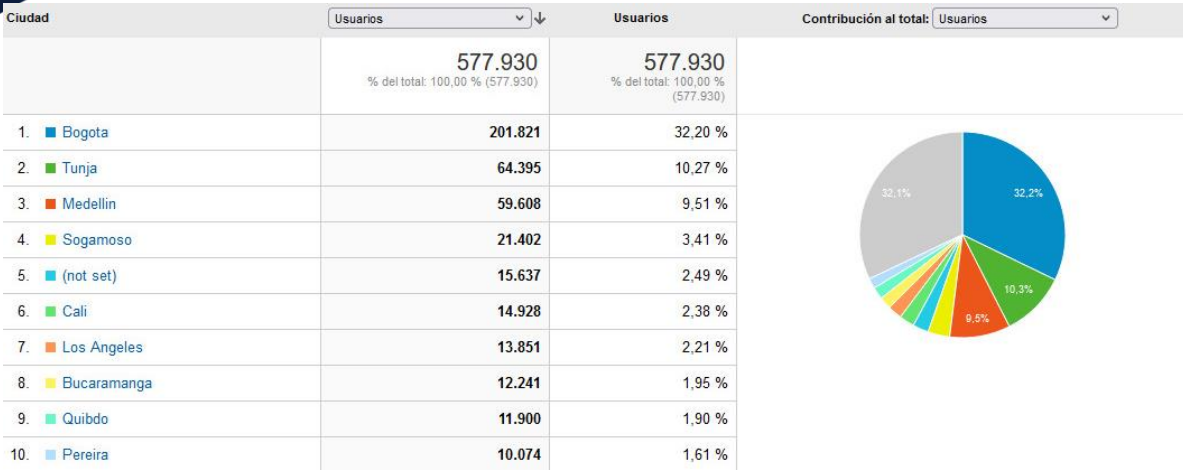 Ciudad Usuarios Usuarios Contribución al total: Usuarios
577.930 577.930
% del total: 100,00 % (577.930) % del total: 100,00 %
(577.930)
1. Bogota 201.821 32,20 %
2. Tunja 64.395 10,27 %
3. Medellin 59.608 9,51 %
4. Sogamoso 21.402 3,41 %
5. (not set) 15.637 2,49 %
6. Cali 14.928 2,38 %
7. Los Angeles 13.851 2,21 %
8. Bucaramanga 12.241 1,95 %
9. Quibdo 11.900 1,90 %
10. Pereira 10.074 1,61 %
32,1% 32,2%
10,3%
9,5%